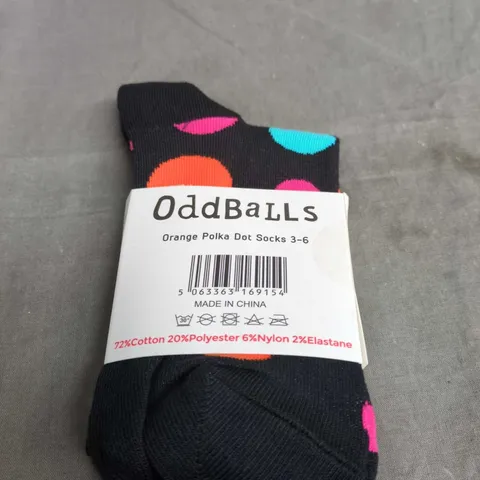 OddBaLLs
Orange Polka Dot Socks 3-6
5 063363 169154
MADE IN CHINA
30°
72%Cotton 20%Polyester 6%Nylon 2%Elastane